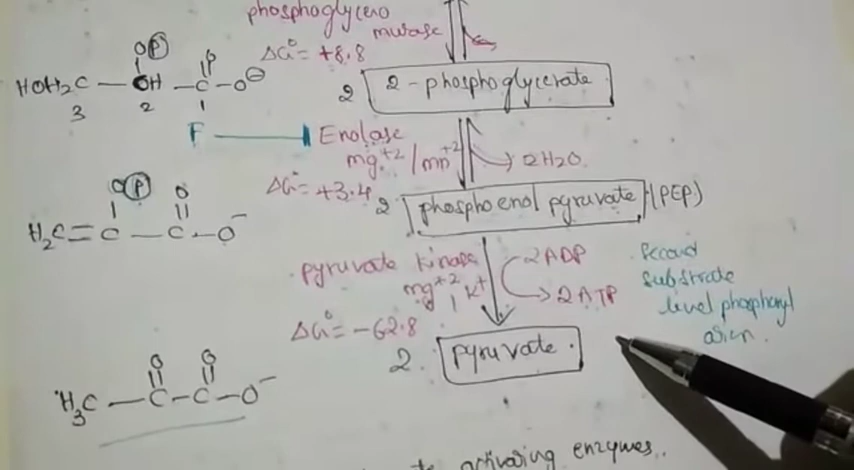 phosphoglycero
mutase
ΔG° = +8.8
O(P)
HOH₂C — OH — C — O⊖
O
3 2 1
2 2-phosphoglycerate
F Enolase
mg⁺² / mn⁺² 2H₂O
ΔG° = +3.4
2 phosphoenol pyruvate (PEP)
O(P) O
H₂C = C — C — O⁻
pyruvate kinase 2ADP
mg⁺², K⁺ 2ATP
Second
substrate
level phosphoryl
ation.
ΔG° = -62.8
2. pyruvate.
O O
H₃C — C — C — O⁻
activating enzymes..